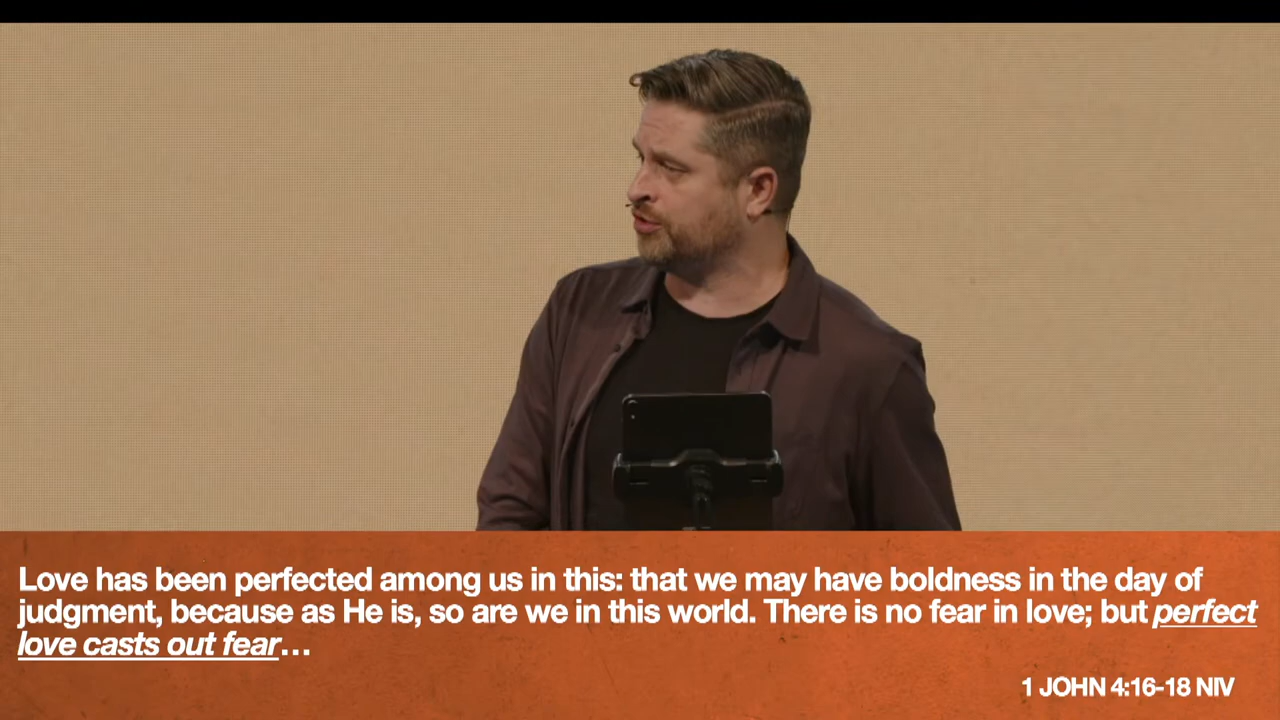 Love has been perfected among us in this: that we may have boldness in the day of
judgment, because as He is, so are we in this world. There is no fear in love; but perfect
love casts out fear…
1 JOHN 4:16-18 NIV